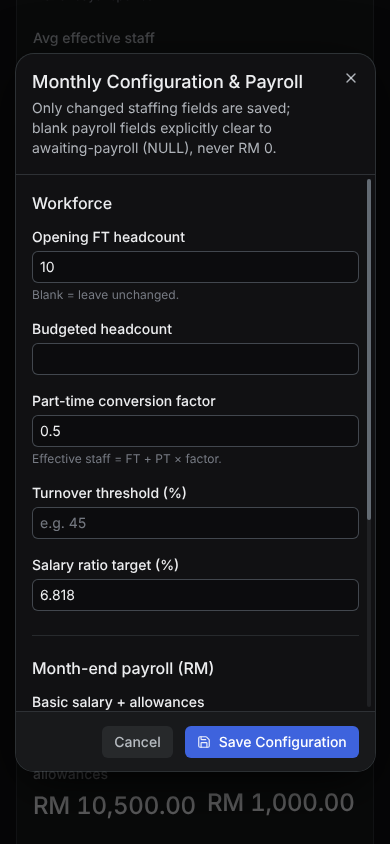 Avg effective staff
Monthly Configuration & Payroll
Only changed staffing fields are saved;
blank payroll fields explicitly clear to
awaiting-payroll (NULL), never RM 0.
Workforce
Opening FT headcount
10
Blank = leave unchanged.
Budgeted headcount
Part-time conversion factor
0.5
Effective staff = FT + PT × factor.
Turnover threshold (%)
e.g. 45
Salary ratio target (%)
6.818
Month-end payroll (RM)
Basic salary + allowances
Cancel
Save Configuration
allowances
RM 10,500.00 RM 1,000.00